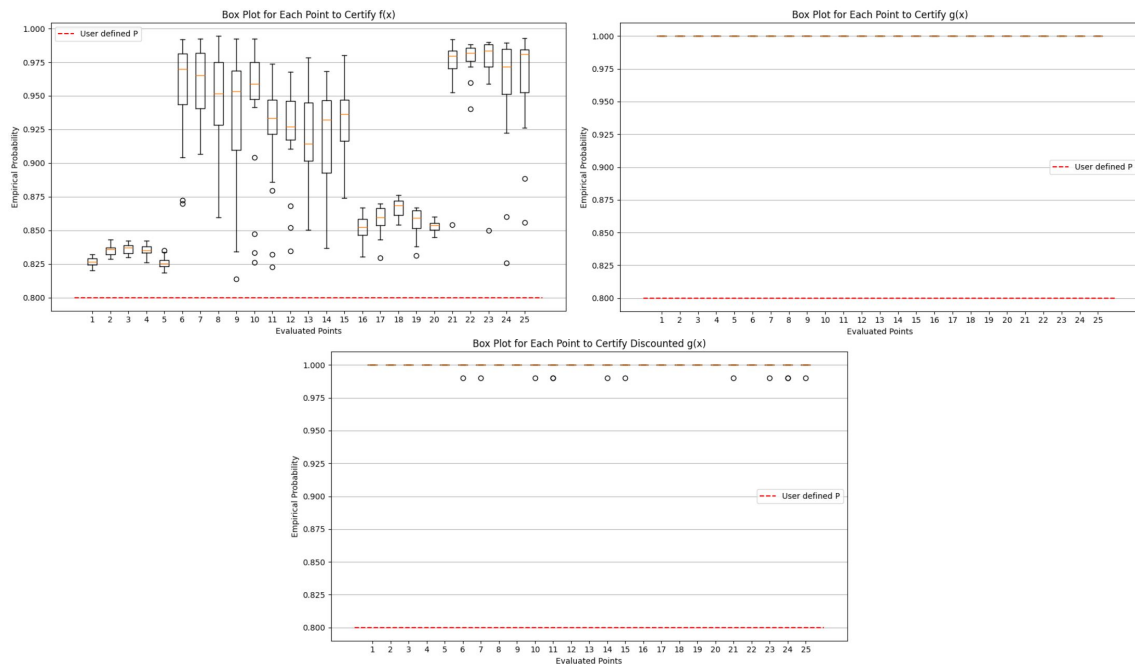 Box Plot for Each Point to Certify f(x)
User defined P
1.000
0.975
0.950
0.925
0.900
0.875
0.850
0.825
0.800
Empirical Probability
1 2 3 4 5 6 7 8 9 10 11 12 13 14 15 16 17 18 19 20 21 22 23 24 25
Evaluated Points
Box Plot for Each Point to Certify g(x)
1.000
0.975
0.950
0.925
0.900
0.875
0.850
0.825
0.800
Empirical Probability
User defined P
1 2 3 4 5 6 7 8 9 10 11 12 13 14 15 16 17 18 19 20 21 22 23 24 25
Evaluated Points
Box Plot for Each Point to Certify Discounted g(x)
1.000
0.975
0.950
0.925
0.900
0.875
0.850
0.825
0.800
Empirical Probability
User defined P
1 2 3 4 5 6 7 8 9 10 11 12 13 14 15 16 17 18 19 20 21 22 23 24 25
Evaluated Points